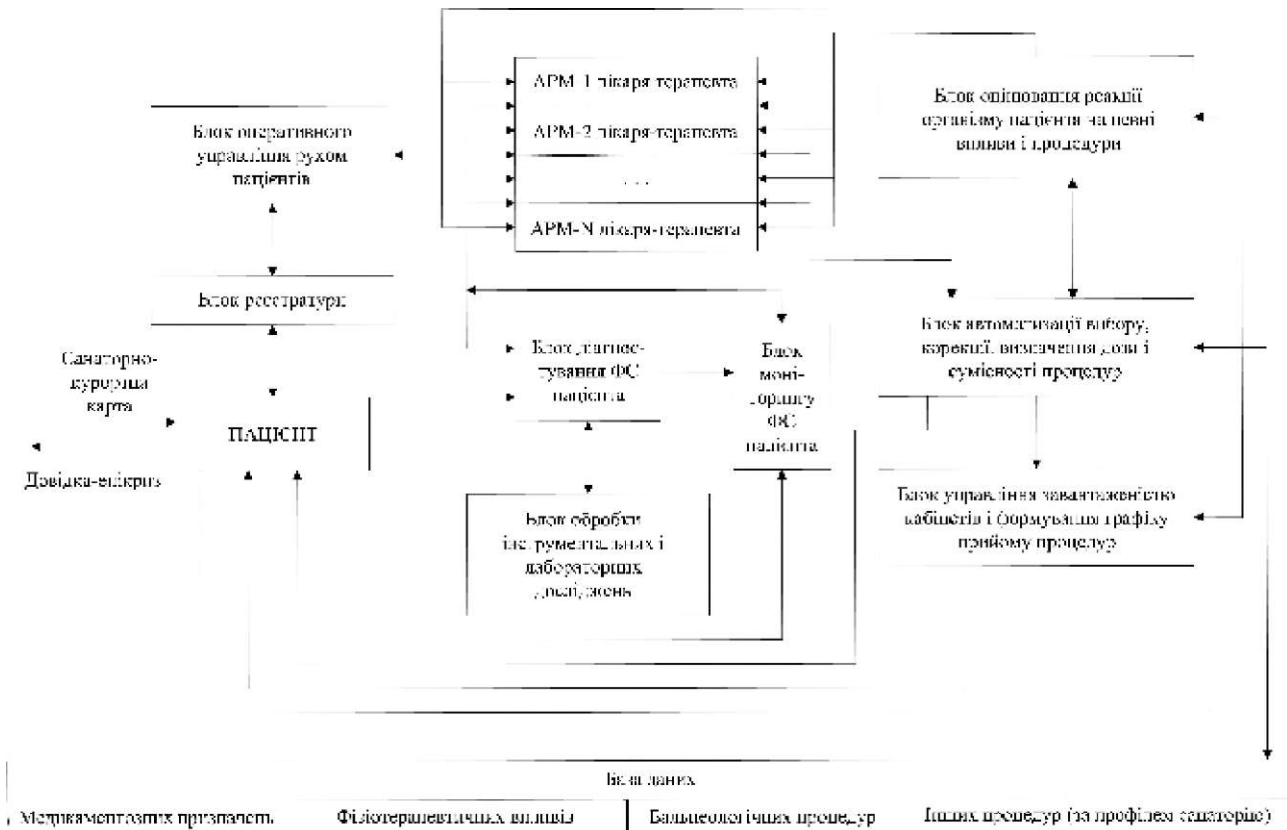 АРМ-1 лікаря-терапевта
АРМ-2 лікаря-терапевта
. . .
АРМ-N лікаря-терапевта
Блок оперативного
управління рухом
пацієнтів
Блок реєстратури
Санаторно-
курортна
карта
ПАЦІЄНТ
Довідка-епікриз
Блок діагнос-
тування ФС
пацієнта
Блок
моні-
торингу
ФС
пацієнта
Блок обробки
інструментальних і
лабораторних
досліджень
Блок оцінювання реакції
організму пацієнта на певні
впливи і процедури
Блок автоматизації вибору,
корекції, визначення дози і
сумісності процедур
Блок управління завантаженістю
кабінетів і формування графіку
прийому процедур
База даних
Медикаментозних призначень
Фізіотерапевтичних впливів
Бальнеологічних процедур
Інших процедур (за профілем санаторію)